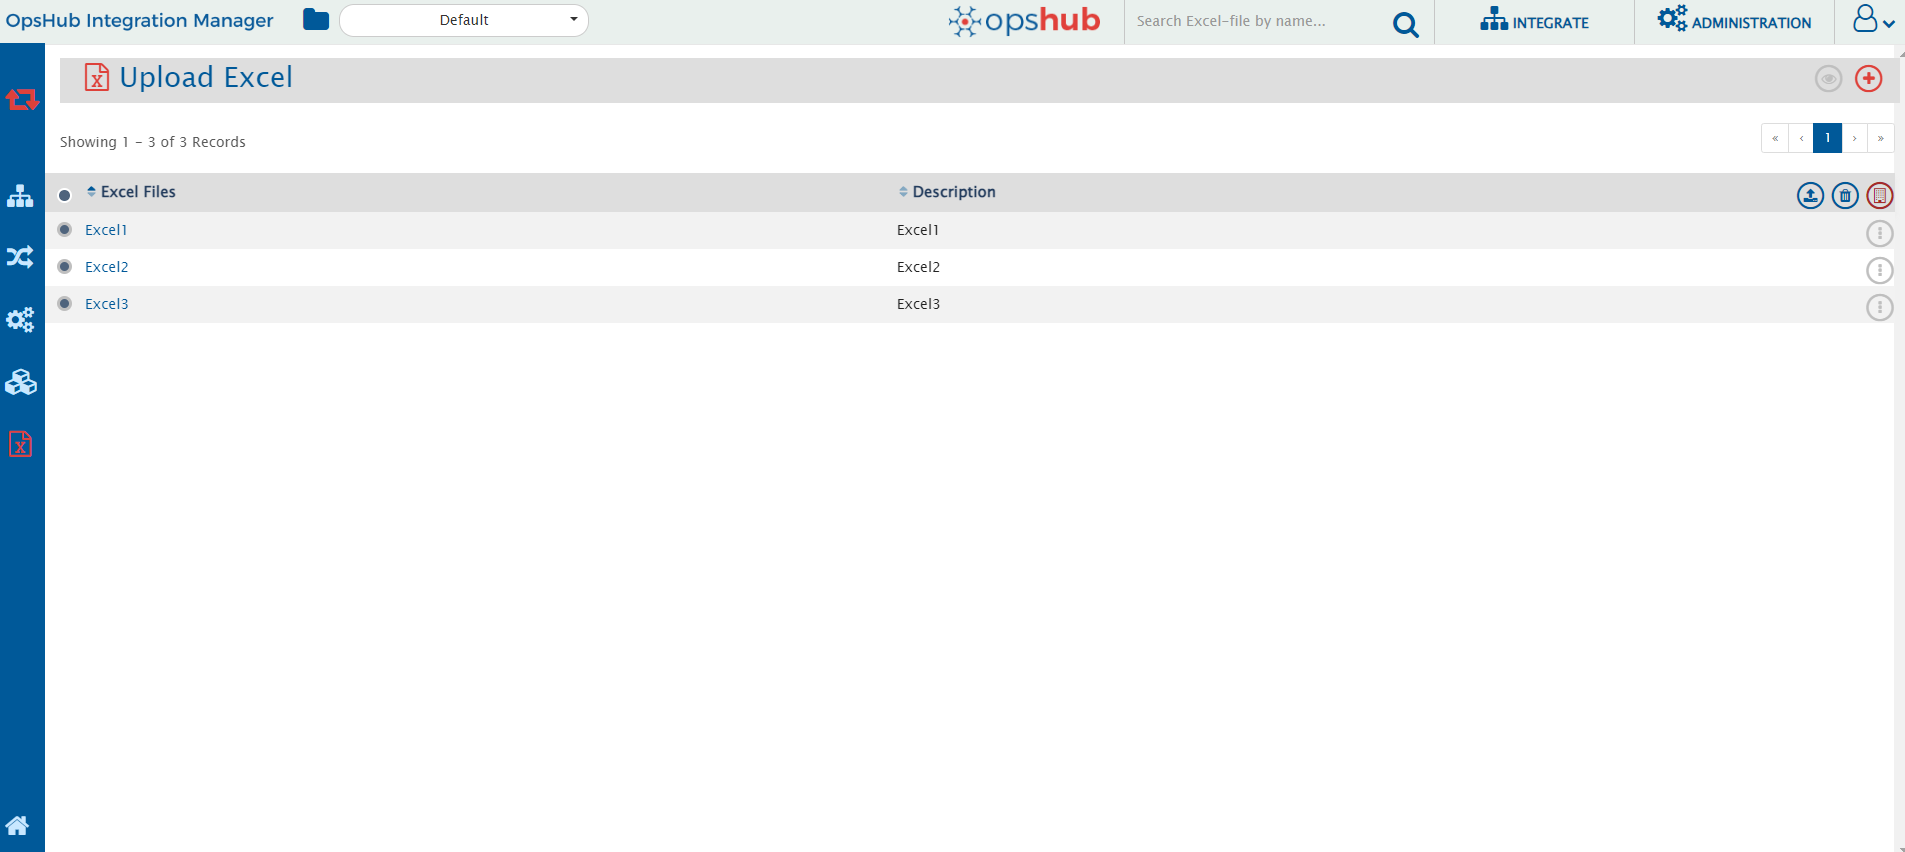 OpsHub Integration Manager
Default
opshub
Search Excel-file by name...
INTEGRATE
ADMINISTRATION
Upload Excel
Showing 1 - 3 of 3 Records
« ‹ 1 › »
Excel Files Description
Excel1 Excel1
Excel2 Excel2
Excel3 Excel3